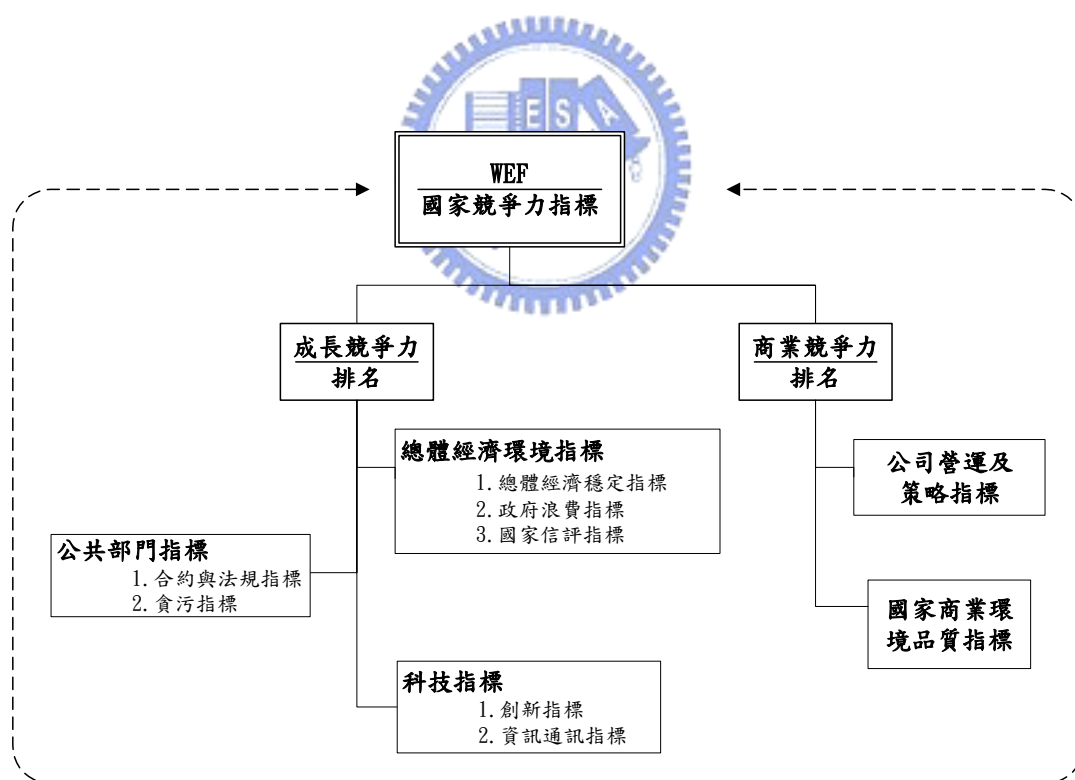 ESA
WEF
國家競爭力指標
成長競爭力
排名
商業競爭力
排名
總體經濟環境指標
1.總體經濟穩定指標
2.政府浪費指標
3.國家信評指標
公共部門指標
1.合約與法規指標
2.貪污指標
科技指標
1.創新指標
2.資訊通訊指標
公司營運及
策略指標
國家商業環
境品質指標